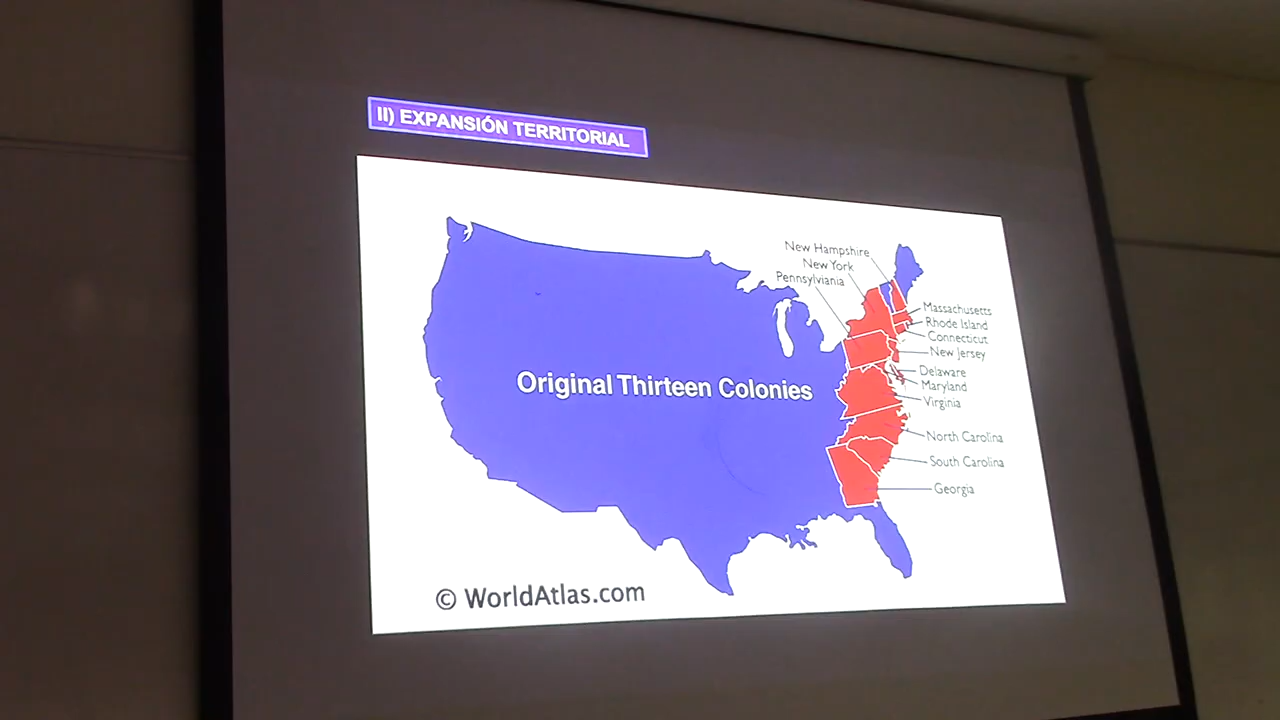 II) EXPANSIÓN TERRITORIAL
New Hampshire
New York
Pennsylviania
Massachusetts
Rhode Island
Connecticut
New Jersey
Delaware
Maryland
Virginia
Original Thirteen Colonies
North Carolina
South Carolina
Georgia
© WorldAtlas.com